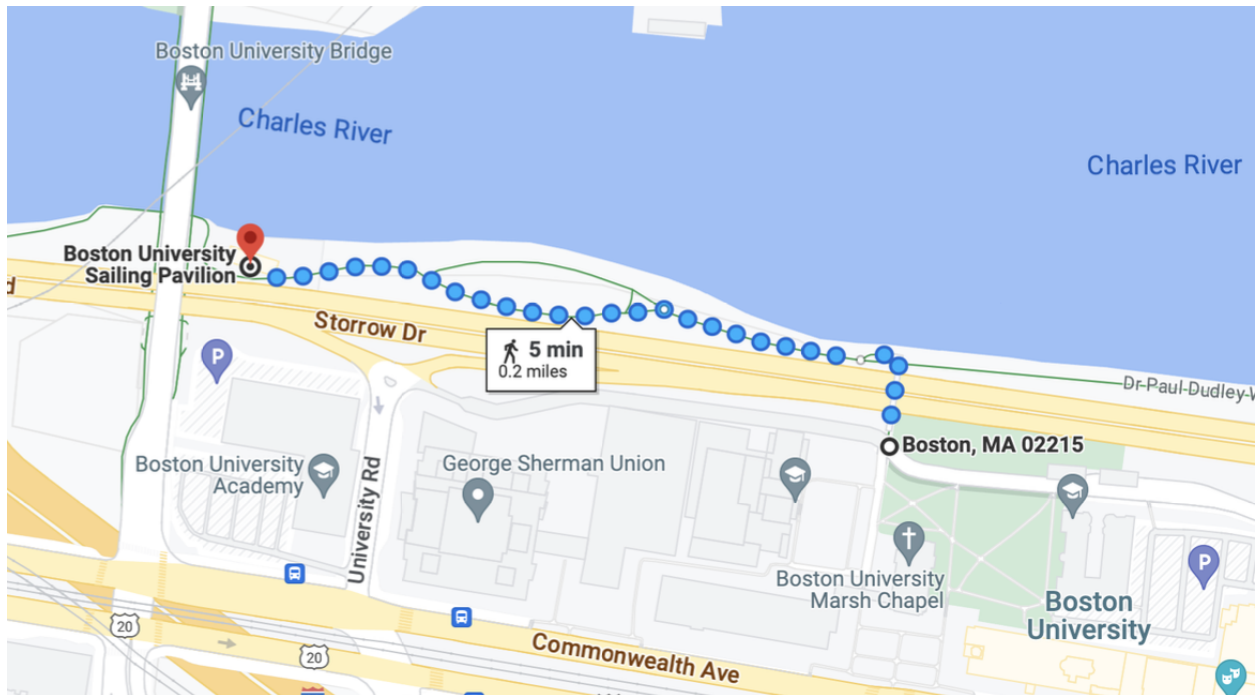 Boston University Bridge
Charles River
Charles River
Boston University
Sailing Pavilion
Storrow Dr
5 min
0.2 miles
Dr-Paul-Dudley-W
Boston, MA 02215
P
Boston University
Academy
University Rd
George Sherman Union
Boston University
Marsh Chapel
P
Boston
University
20
20
Commonwealth Ave